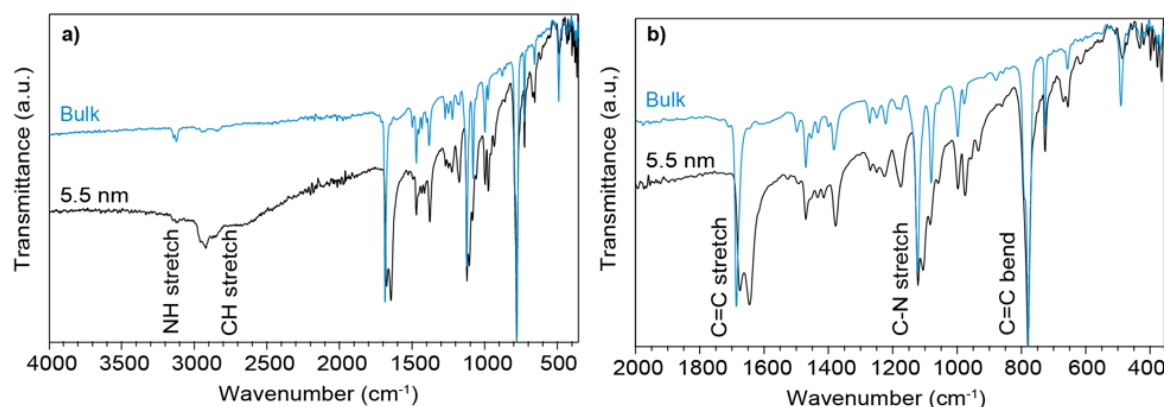 a)
Bulk
5.5 nm
NH stretch
CH stretch
Transmittance (a.u.)
4000 3500 3000 2500 2000 1500 1000 500
Wavenumber (cm⁻¹)
b)
Bulk
5.5 nm
C=C stretch
C-N stretch
C=C bend
Transmittance (a.u,)
2000 1800 1600 1400 1200 1000 800 600 400
Wavenumber (cm⁻¹)